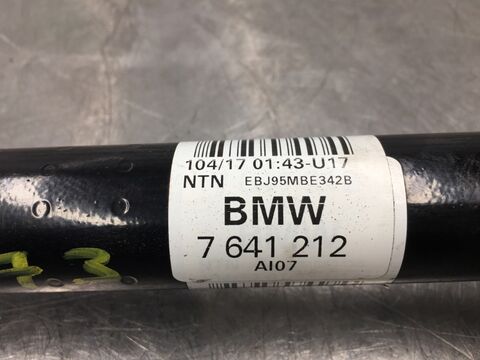 104/17 01:43-U17
NTN EBJ95MBE342B
BMW
7 641 212
AI07